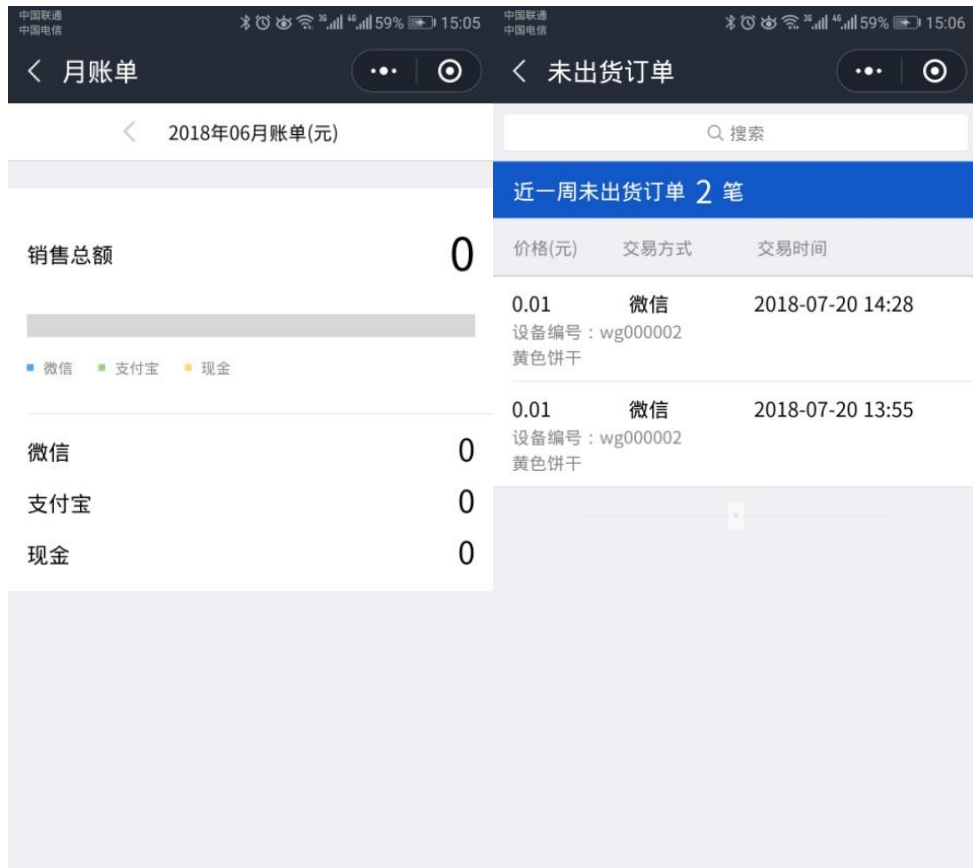 中国联通
中国电信
59% 15:05
月账单
2018年06月账单(元)
销售总额 0
微信 支付宝 现金
微信 0
支付宝 0
现金 0
中国联通
中国电信
59% 15:06
未出货订单
搜索
近一周未出货订单 2 笔
价格(元) 交易方式 交易时间
0.01 微信 2018-07-20 14:28
设备编号：wg000002
黄色饼干
0.01 微信 2018-07-20 13:55
设备编号：wg000002
黄色饼干